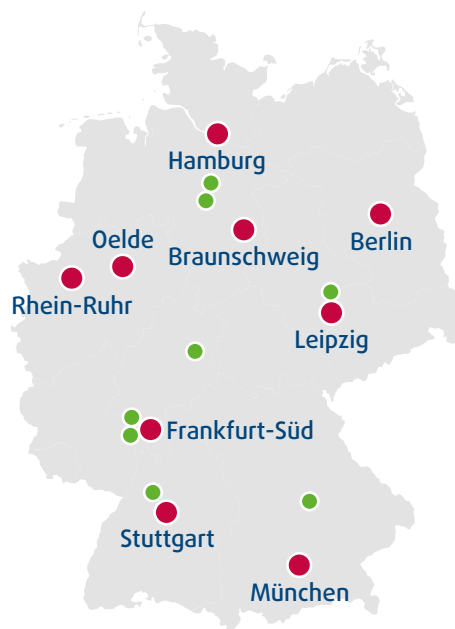 Hamburg
Oelde
Braunschweig
Berlin
Rhein-Ruhr
Leipzig
Frankfurt-Süd
Stuttgart
München